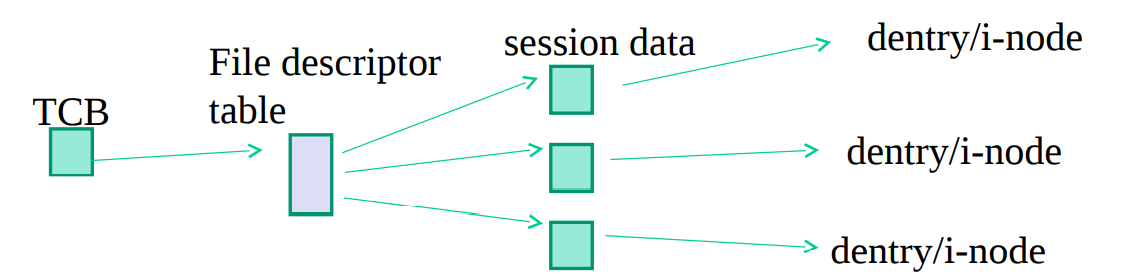 TCB
File descriptor
table
session data
dentry/i-node
dentry/i-node
dentry/i-node